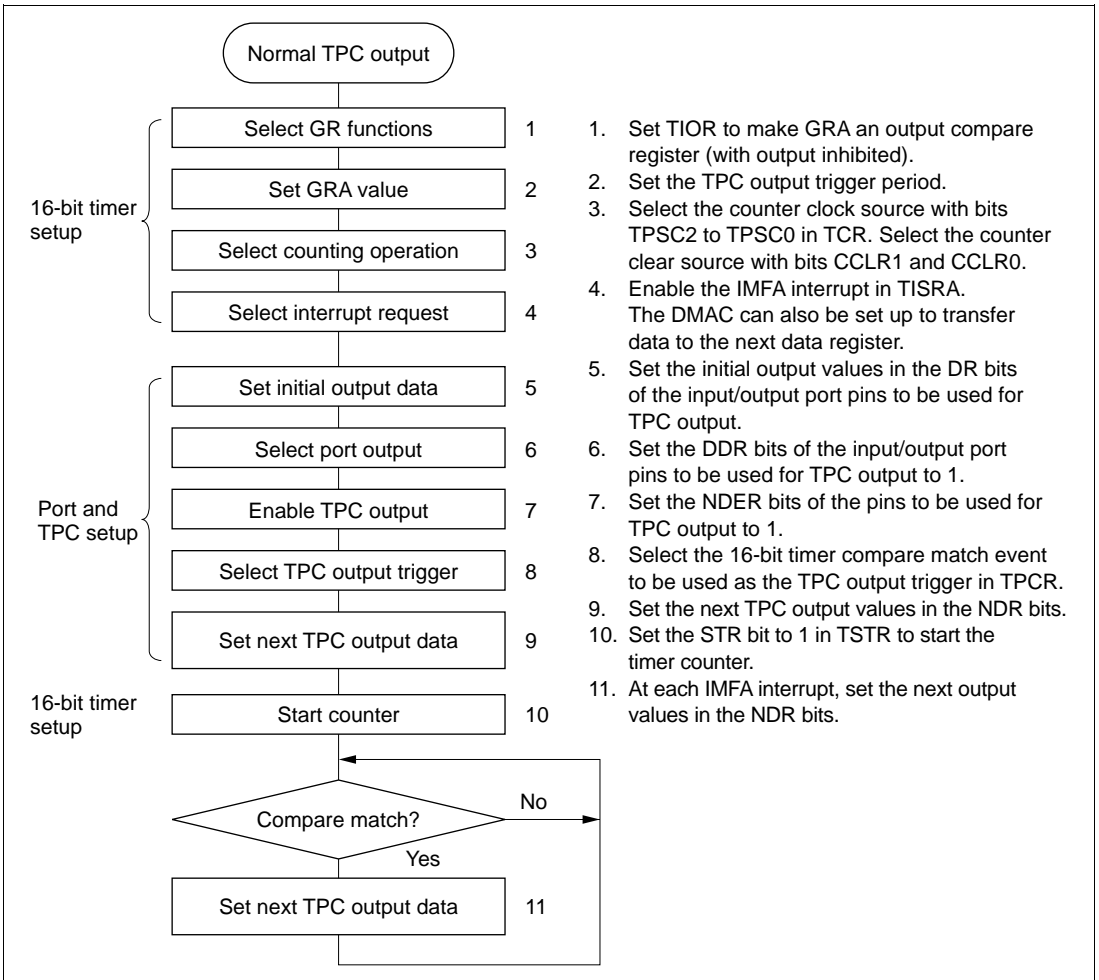 Normal TPC output
Select GR functions 1
Set GRA value 2
16-bit timer
setup
Select counting operation 3
Select interrupt request 4
Set initial output data 5
Select port output 6
Port and
TPC setup
Enable TPC output 7
Select TPC output trigger 8
Set next TPC output data 9
16-bit timer
setup
Start counter 10
Compare match?
No
Yes
Set next TPC output data 11
1. Set TIOR to make GRA an output compare
register (with output inhibited).
2. Set the TPC output trigger period.
3. Select the counter clock source with bits
TPSC2 to TPSC0 in TCR. Select the counter
clear source with bits CCLR1 and CCLR0.
4. Enable the IMFA interrupt in TISRA.
The DMAC can also be set up to transfer
data to the next data register.
5. Set the initial output values in the DR bits
of the input/output port pins to be used for
TPC output.
6. Set the DDR bits of the input/output port
pins to be used for TPC output to 1.
7. Set the NDER bits of the pins to be used for
TPC output to 1.
8. Select the 16-bit timer compare match event
to be used as the TPC output trigger in TPCR.
9. Set the next TPC output values in the NDR bits.
10. Set the STR bit to 1 in TSTR to start the
timer counter.
11. At each IMFA interrupt, set the next output
values in the NDR bits.